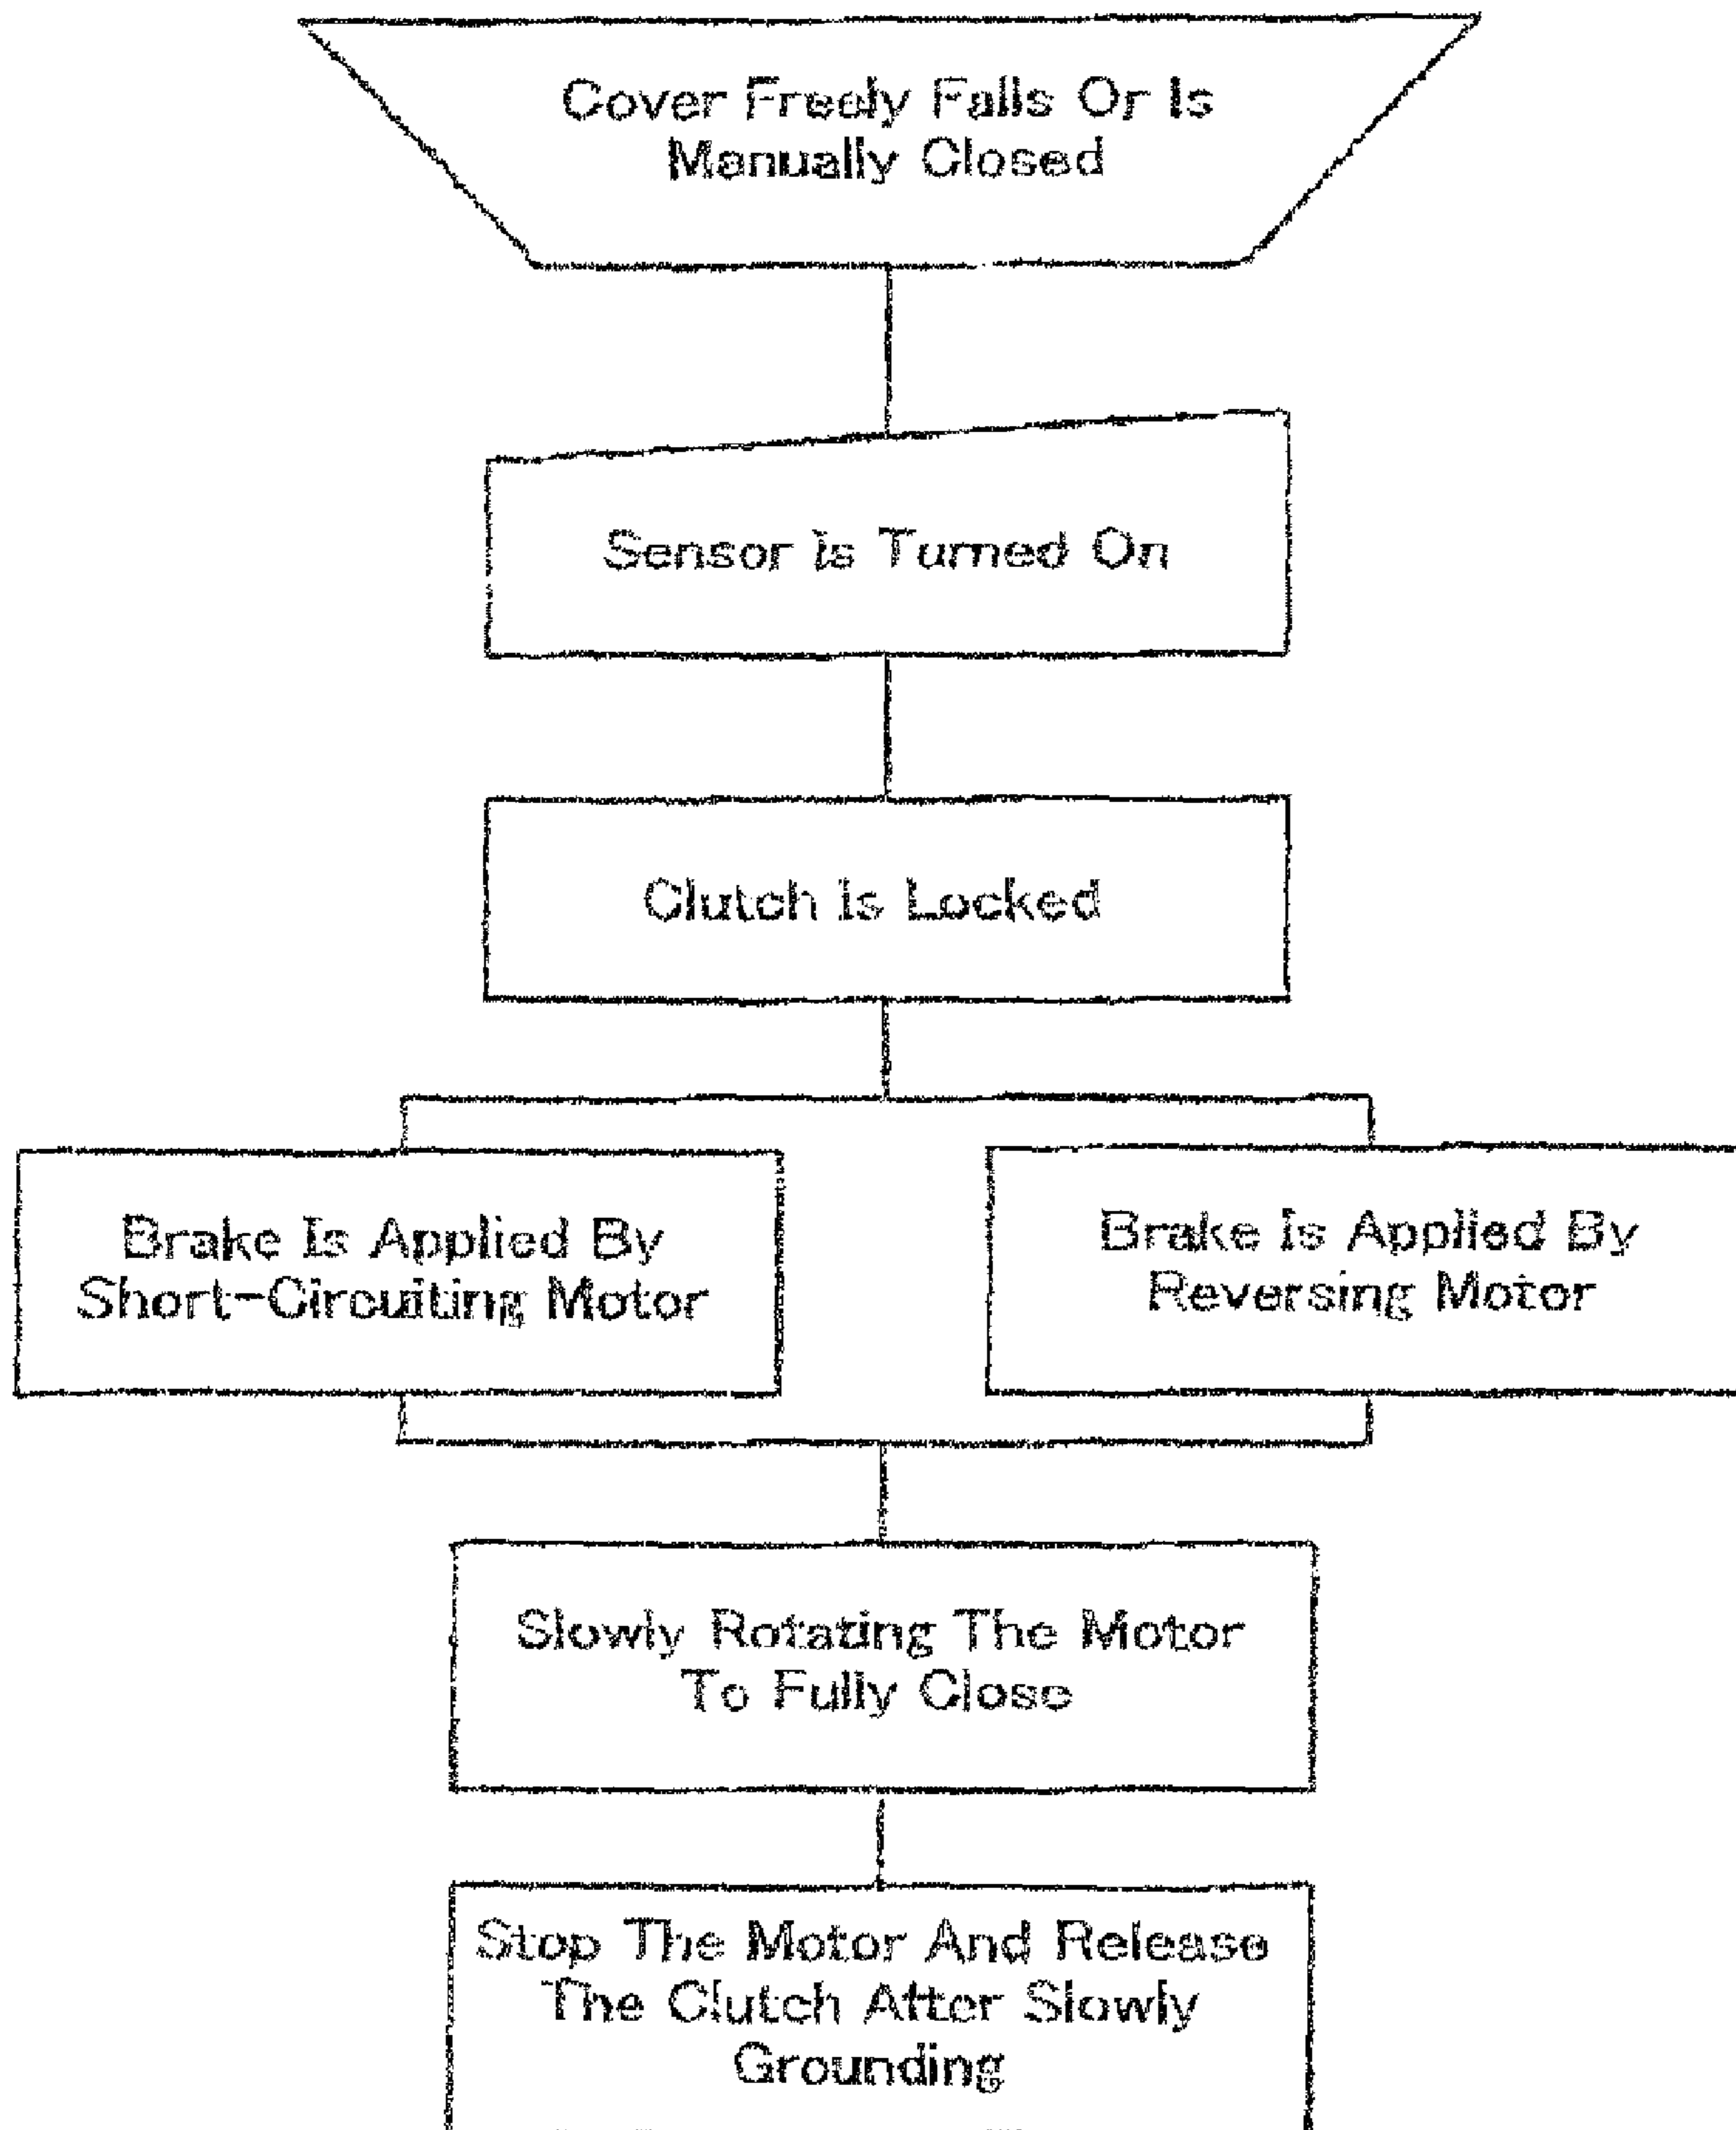 Cover Freely Falls Or Is
Manually Closed
Sensor is Turned On
Clutch is Locked
Brake Is Applied By
Short-Circuiting Motor
Brake is Applied By
Reversing Motor
Slowly Rotating The Motor
To Fully Close
Stop The Motor And Release
The Clutch After Slowly
Grounding